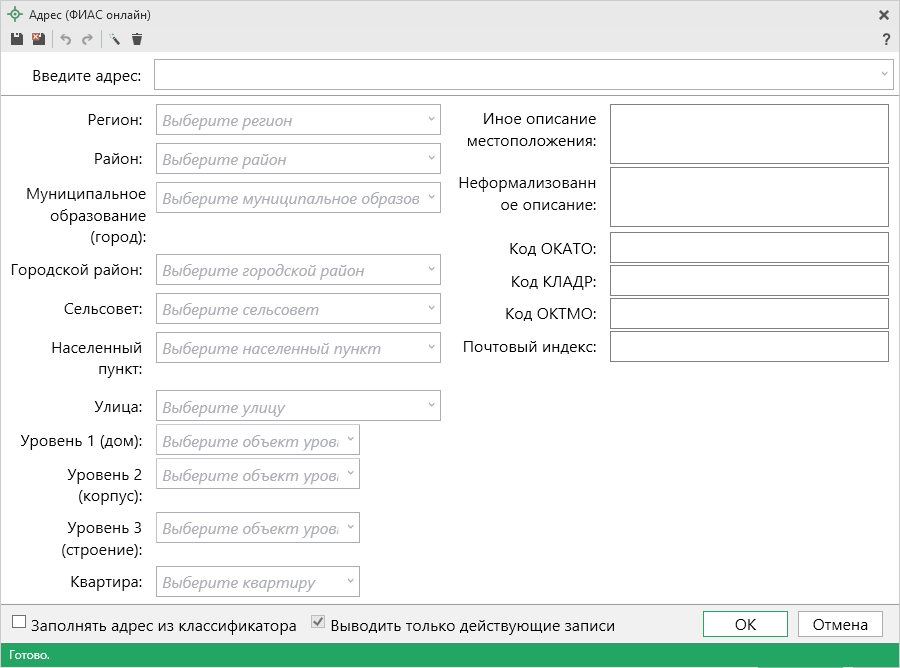 Адрес (ФИАС онлайн)
?
Введите адрес:
Регион:
Выберите регион
Район:
Выберите район
Муниципальное
образование
(город):
Выберите муниципальное образов
Городской район:
Выберите городской район
Сельсовет:
Выберите сельсовет
Населенный
пункт:
Выберите населенный пункт
Улица:
Выберите улицу
Уровень 1 (дом):
Выберите объект уров
Уровень 2
(корпус):
Выберите объект уров
Уровень 3
(строение):
Выберите объект уров
Квартира:
Выберите квартиру
Иное описание
местоположения:
Неформализованн
ое описание:
Код ОКАТО:
Код КЛАДР:
Код ОКТМО:
Почтовый индекс:
Заполнять адрес из классификатора
Выводить только действующие записи
ОК
Отмена
Готово.